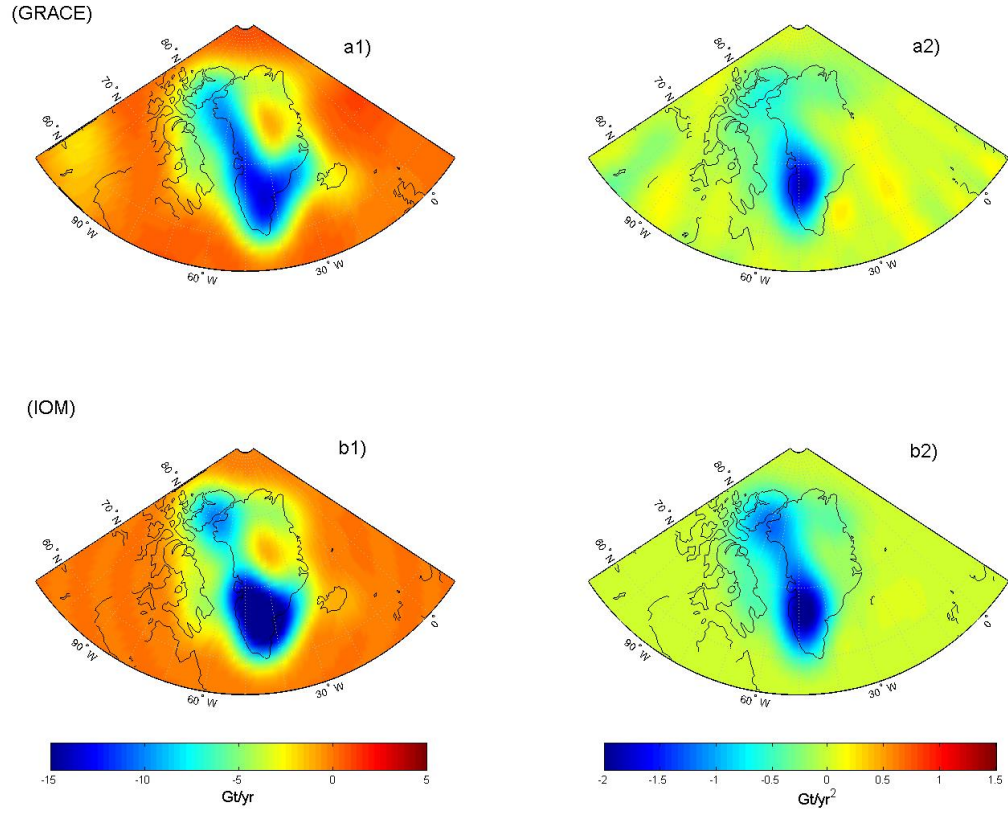 (GRACE)
a1)
80° N
70° N
60° N
90° W
60° W
30° W
0
a2)
80° N
70° N
60° N
90° W
60° W
30° W
0
(IOM)
b1)
80° N
70° N
60° N
90° W
60° W
30° W
0
b2)
80° N
70° N
60° N
90° W
60° W
30° W
0
-15 -10 -5 0 5
Gt/yr
-2 -1.5 -1 -0.5 0 0.5 1 1.5
Gt/yr²